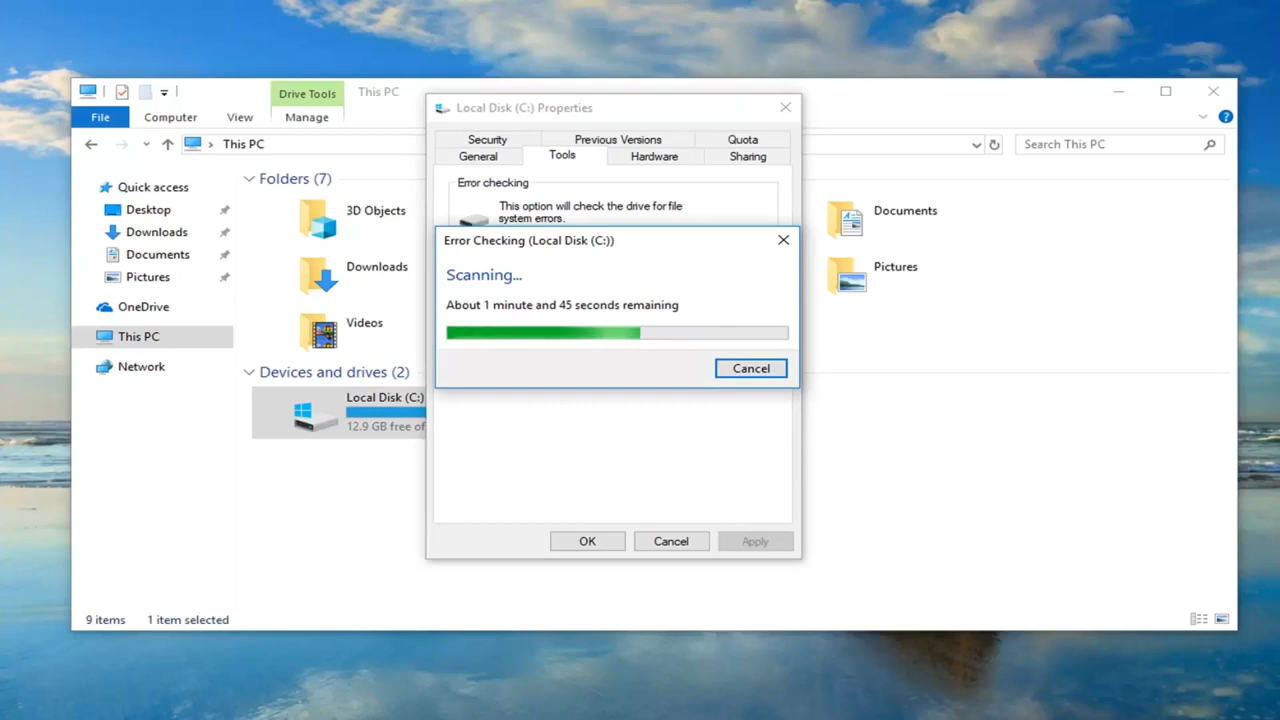 Drive Tools
This PC
File
Computer
View
Manage
This PC
Search This PC
Quick access
Desktop
Downloads
Documents
Pictures
OneDrive
This PC
Network
Folders (7)
3D Objects
Downloads
Videos
Documents
Pictures
Devices and drives (2)
Local Disk (C:)
12.9 GB free of
9 items
1 item selected
Local Disk (C:) Properties
Security
Previous Versions
Quota
General
Tools
Hardware
Sharing
Error checking
This option will check the drive for file
system errors.
Error Checking (Local Disk (C:))
Scanning...
About 1 minute and 45 seconds remaining
Cancel
OK
Cancel
Apply